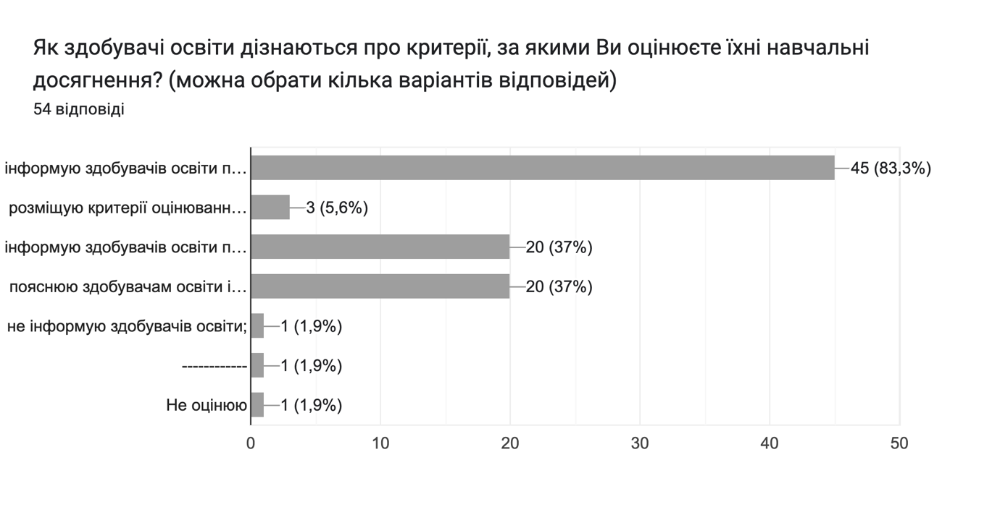 Як здобувачі освіти дізнаються про критерії, за якими Ви оцінюєте їхні навчальні
досягнення? (можна обрати кілька варіантів відповідей)
54 відповіді
інформую здобувачів освіти п…
45 (83,3%)
розміщую критерії оцінюванн…
3 (5,6%)
інформую здобувачів освіти п…
20 (37%)
пояснюю здобувачам освіти і…
20 (37%)
не інформую здобувачів освіти;
1 (1,9%)
------------
1 (1,9%)
Не оцінюю
1 (1,9%)
0 10 20 30 40 50